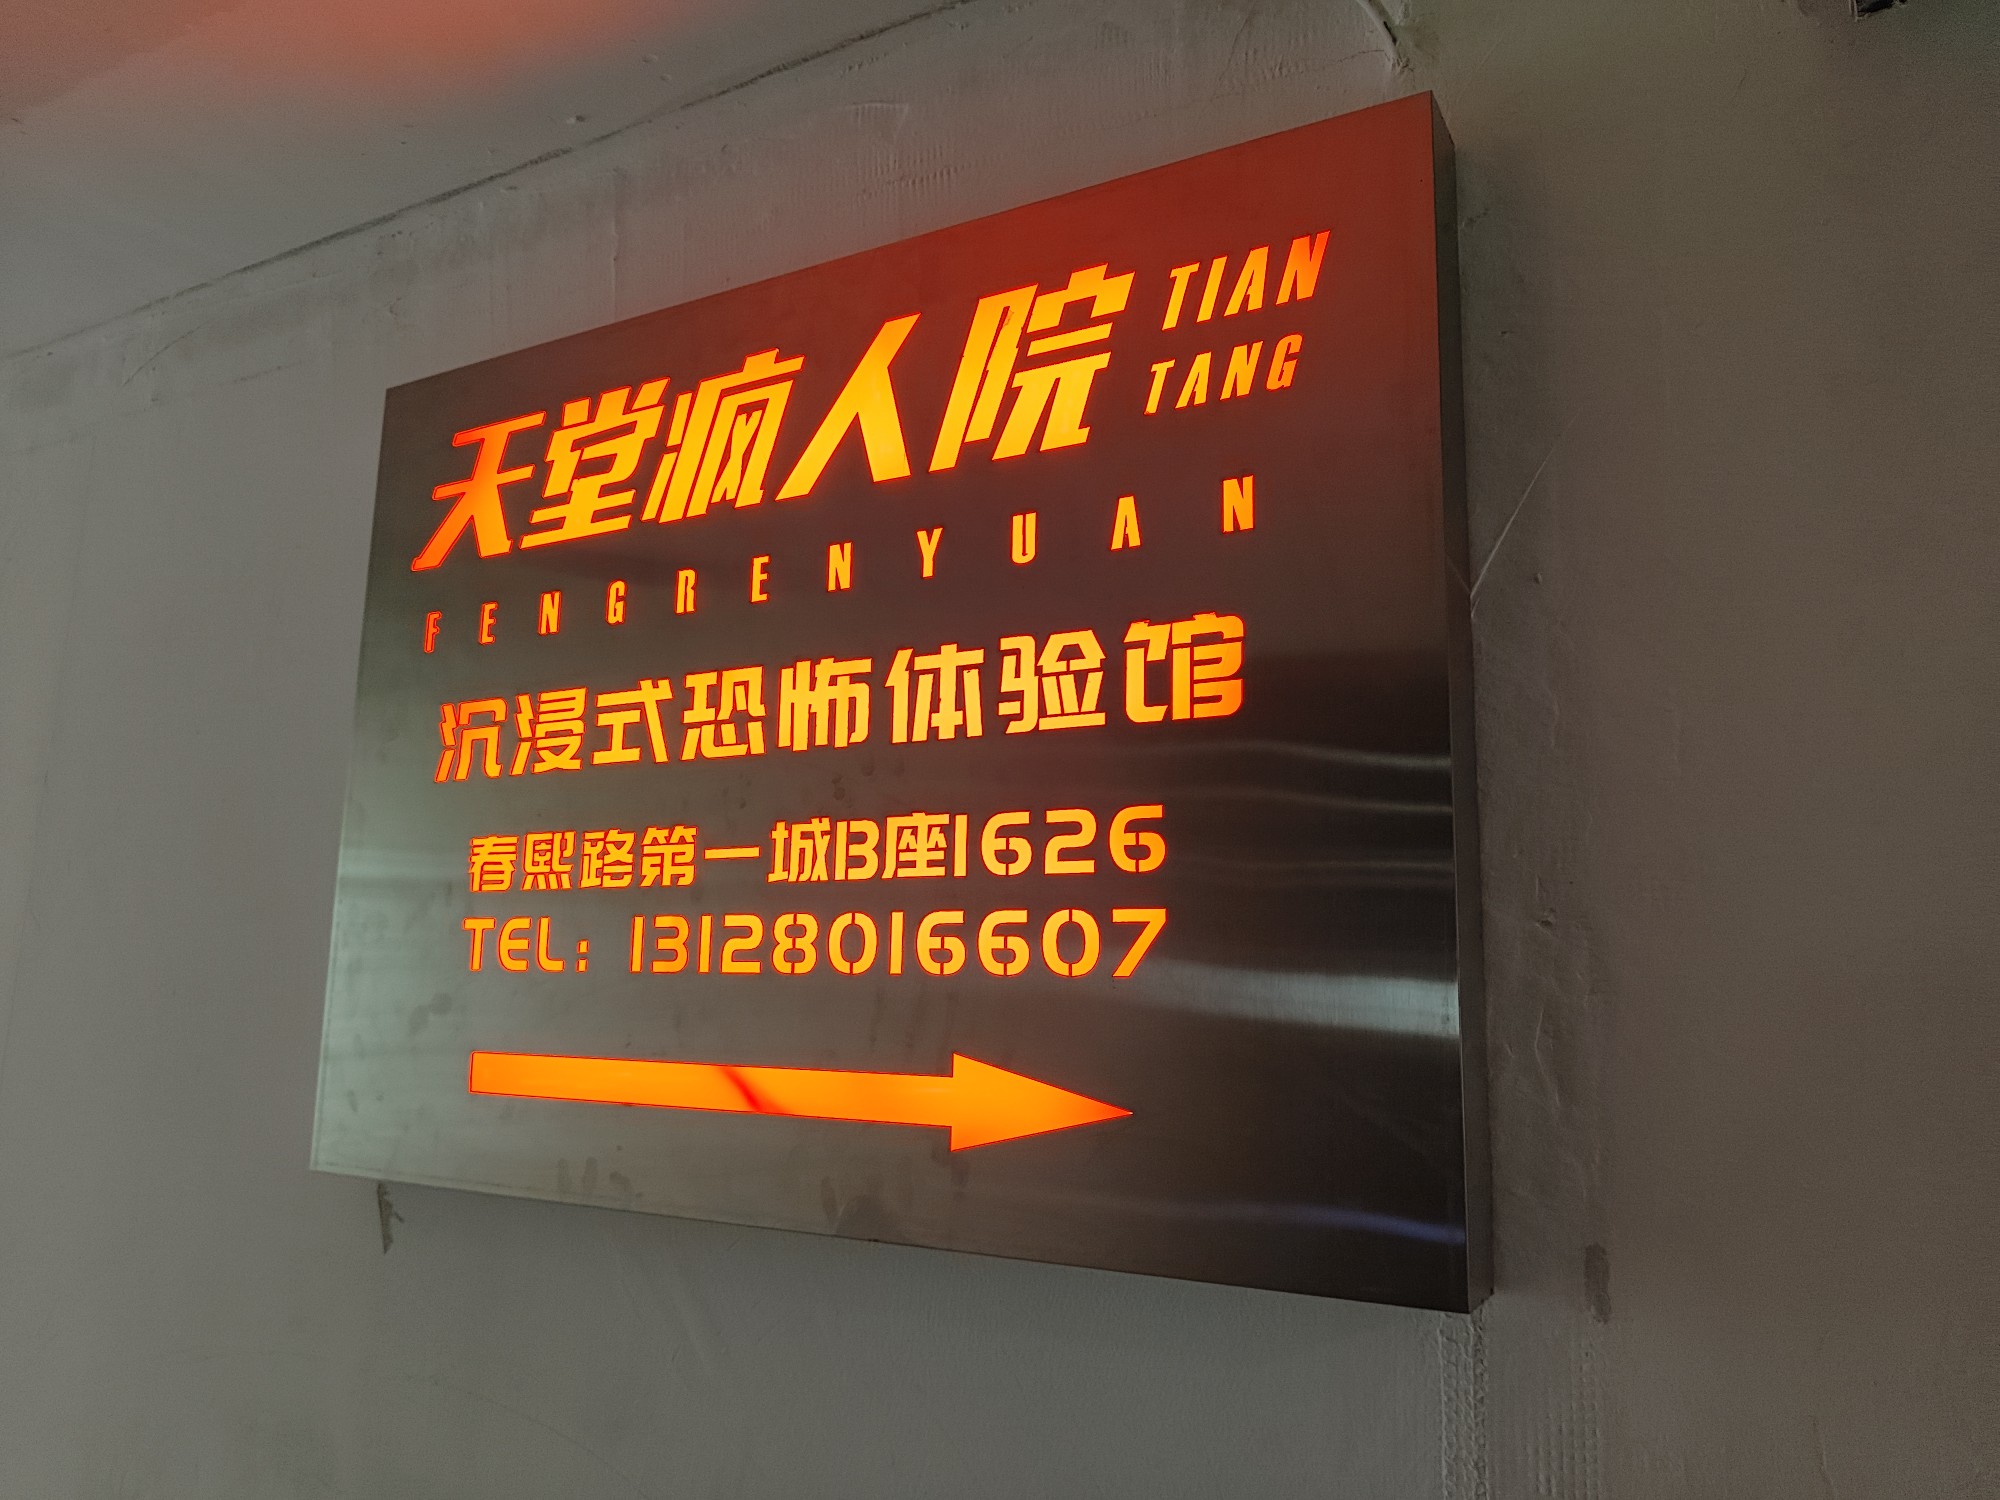 天堂疯人院 TIAN
TANG
FENGRENYUAN
沉浸式恐怖体验馆
春熙路第一城B座1626
TEL：13128016607